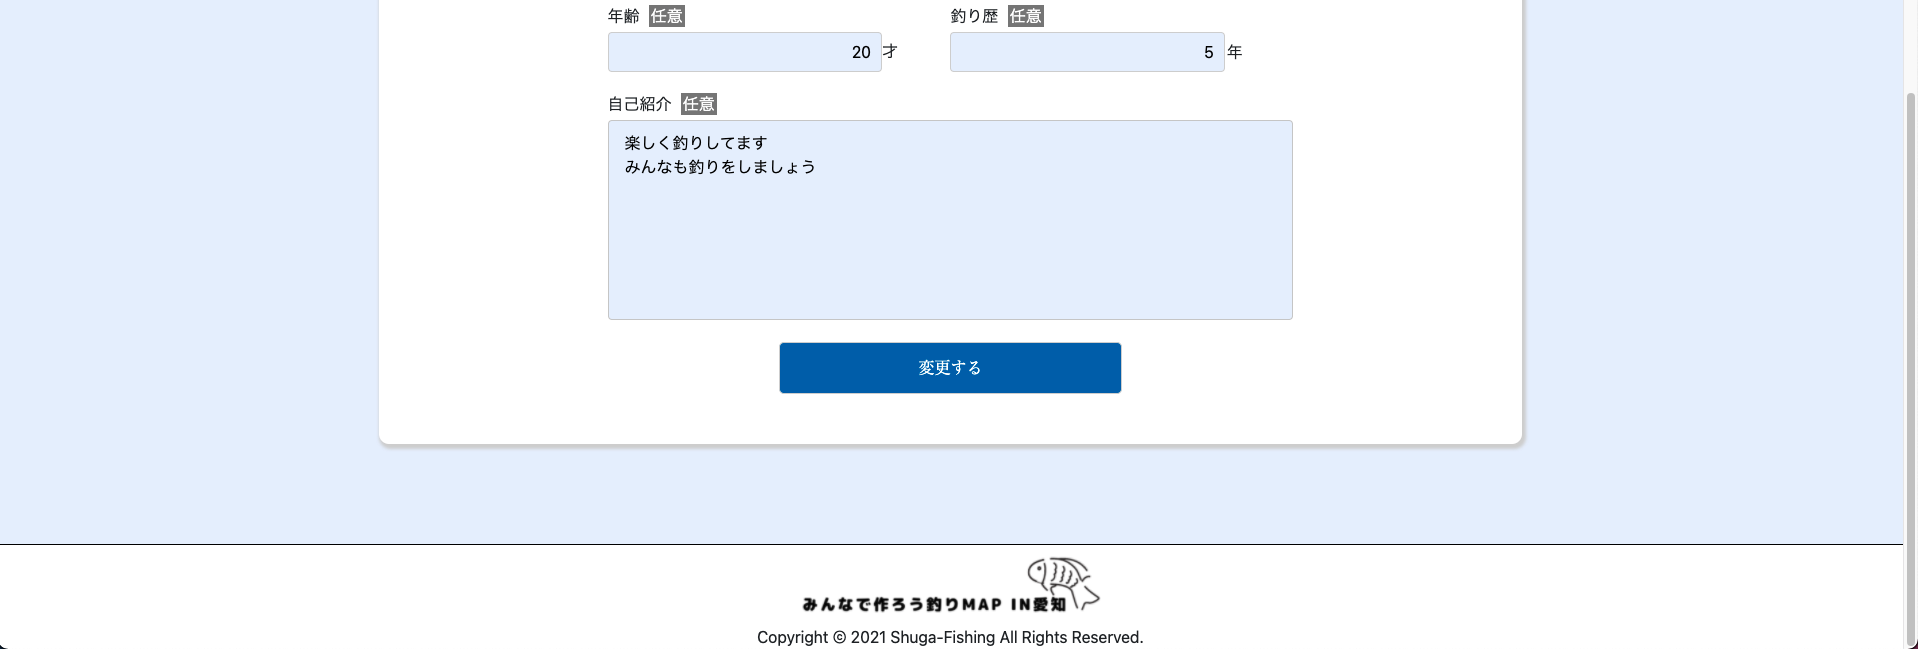 年齢 任意 釣り歴 任意
20 才 5 年
自己紹介 任意
楽しく釣りしてます
みんなも釣りをしましょう
変更する
みんなで作ろう釣りMAP IN愛知
Copyright © 2021 Shuga-Fishing All Rights Reserved.